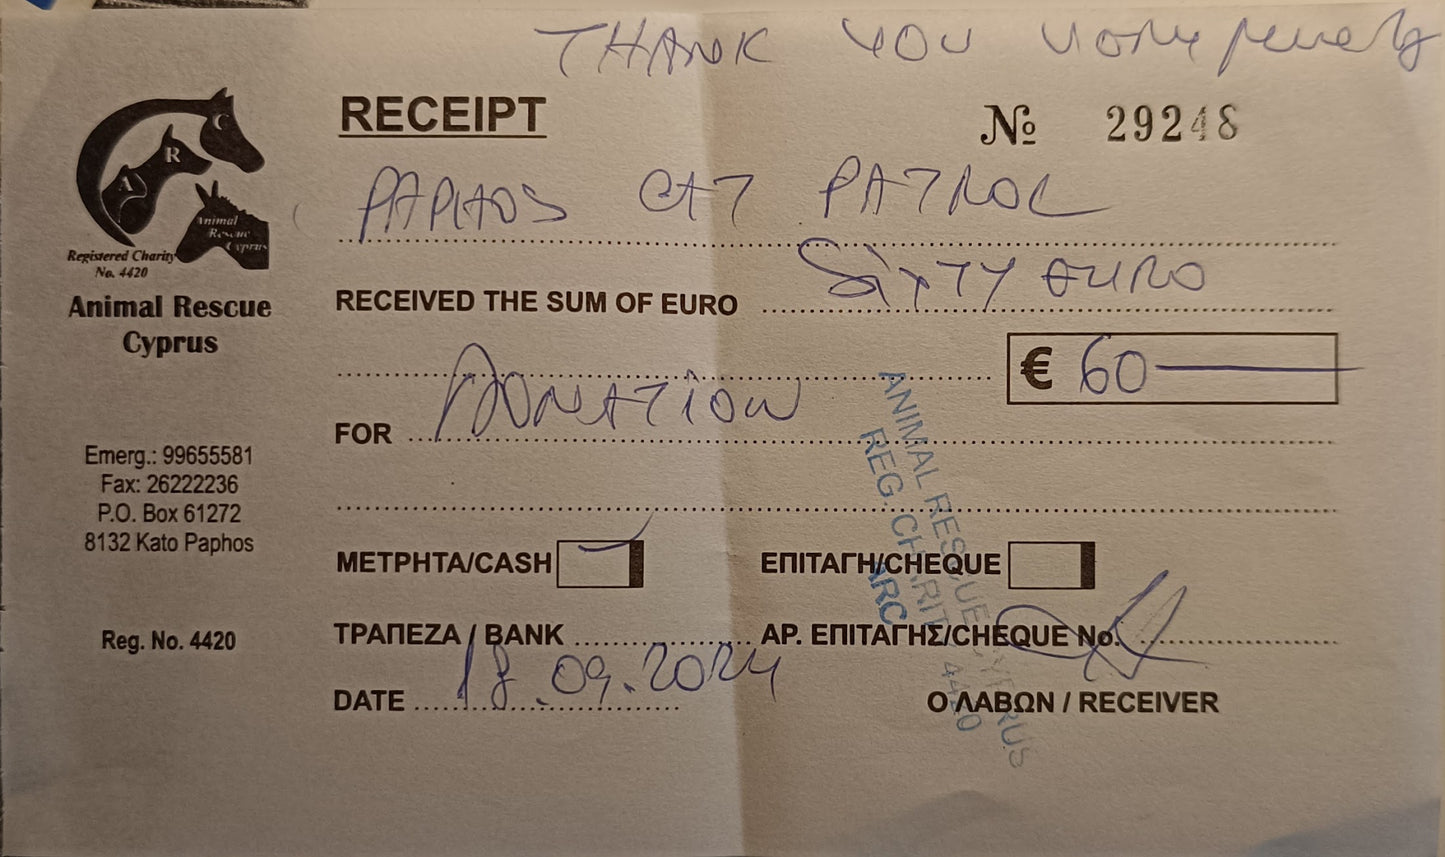 THANK YOU
RECEIPT
№ 29248
PAPHOS CAT PATROL
RECEIVED THE SUM OF EURO SIXTY EURO
€ 60
FOR DONATION
ΜΕΤΡΗΤΑ/CASH
ΕΠΙΤΑΓΗ/CHEQUE
ΤΡΑΠΕΖΑ / BANK
ΑΡ. ΕΠΙΤΑΓΗΣ/CHEQUE No.
DATE 18.09.2024
Ο ΛΑΒΩΝ / RECEIVER
C
R
A
Animal
Rescue
Cyprus
Registered Charity
No. 4420
Animal Rescue
Cyprus
Emerg.: 99655581
Fax: 26222236
P.O. Box 61272
8132 Kato Paphos
Reg. No. 4420
ANIMAL RESCUE CYPRUS
REG. 4420
ARC